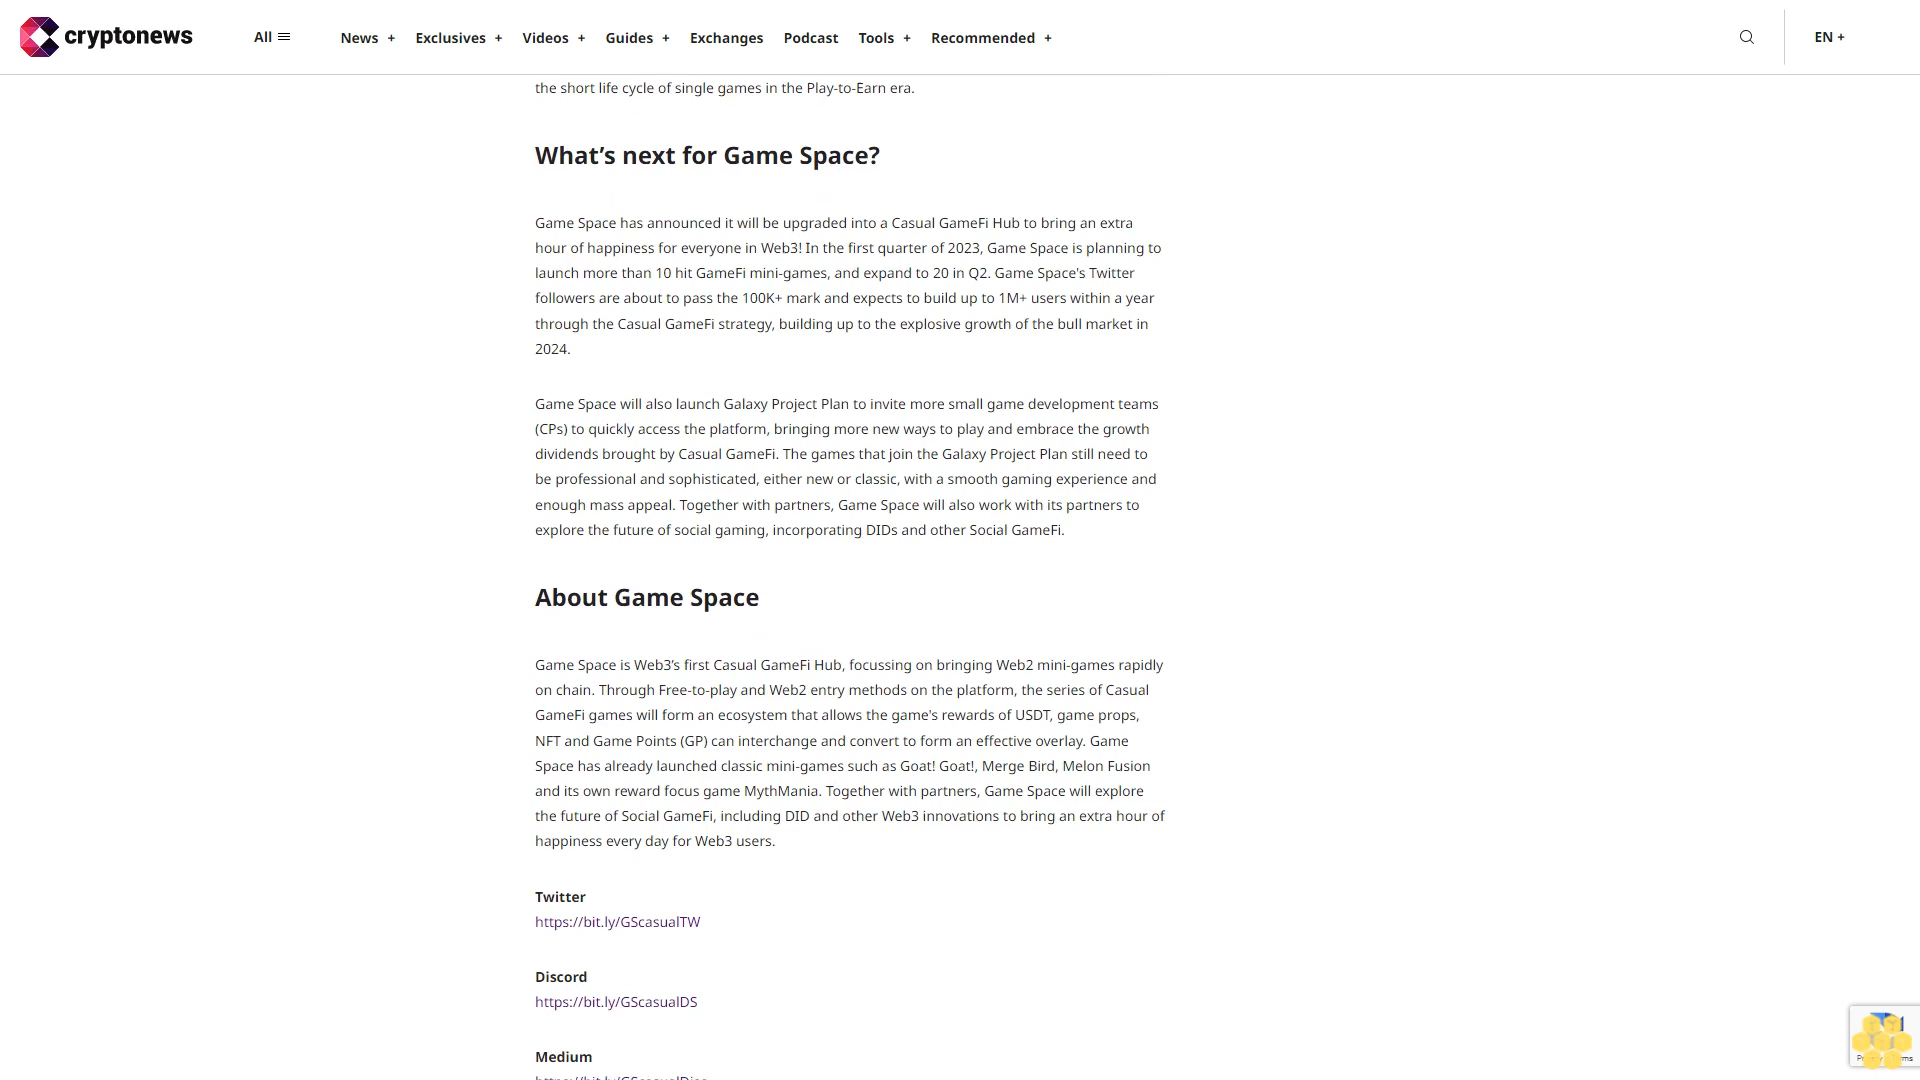 cryptonews
All
News +
Exclusives +
Videos +
Guides +
Exchanges
Podcast
Tools +
Recommended +
EN +
the short life cycle of single games in the Play-to-Earn era.
What’s next for Game Space?
Game Space has announced it will be upgraded into a Casual GameFi Hub to bring an extra
hour of happiness for everyone in Web3! In the first quarter of 2023, Game Space is planning to
launch more than 10 hit GameFi mini-games, and expand to 20 in Q2. Game Space's Twitter
followers are about to pass the 100K+ mark and expects to build up to 1M+ users within a year
through the Casual GameFi strategy, building up to the explosive growth of the bull market in
2024.
Game Space will also launch Galaxy Project Plan to invite more small game development teams
(CPs) to quickly access the platform, bringing more new ways to play and embrace the growth
dividends brought by Casual GameFi. The games that join the Galaxy Project Plan still need to
be professional and sophisticated, either new or classic, with a smooth gaming experience and
enough mass appeal. Together with partners, Game Space will also work with its partners to
explore the future of social gaming, incorporating DIDs and other Social GameFi.
About Game Space
Game Space is Web3's first Casual GameFi Hub, focussing on bringing Web2 mini-games rapidly
on chain. Through Free-to-play and Web2 entry methods on the platform, the series of Casual
GameFi games will form an ecosystem that allows the game's rewards of USDT, game props,
NFT and Game Points (GP) can interchange and convert to form an effective overlay. Game
Space has already launched classic mini-games such as Goat! Goat!, Merge Bird, Melon Fusion
and its own reward focus game MythMania. Together with partners, Game Space will explore
the future of Social GameFi, including DID and other Web3 innovations to bring an extra hour of
happiness every day for Web3 users.
Twitter
https://bit.ly/GScasualTW
Discord
https://bit.ly/GScasualDS
Medium